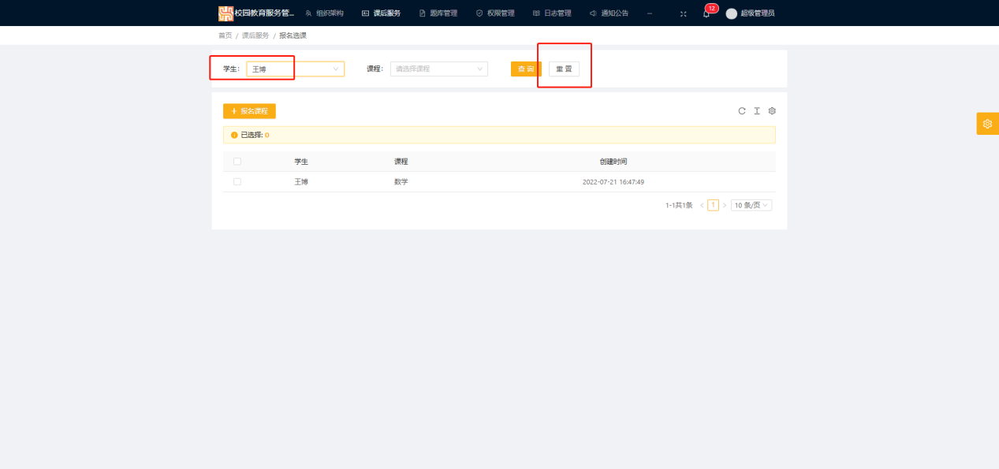 校园教育服务管... 组织架构 课后服务 题库管理 权限管理 日志管理 通知公告 12 超级管理员
首页 / 课后服务 / 报名选课
学生: 王博 课程: 请选择课程 查 询 重 置
+ 报名课程
已选择: 0
学生 课程 创建时间
王博 数学 2022-07-21 16:47:49
1-1共1条 < 1 > 10 条/页